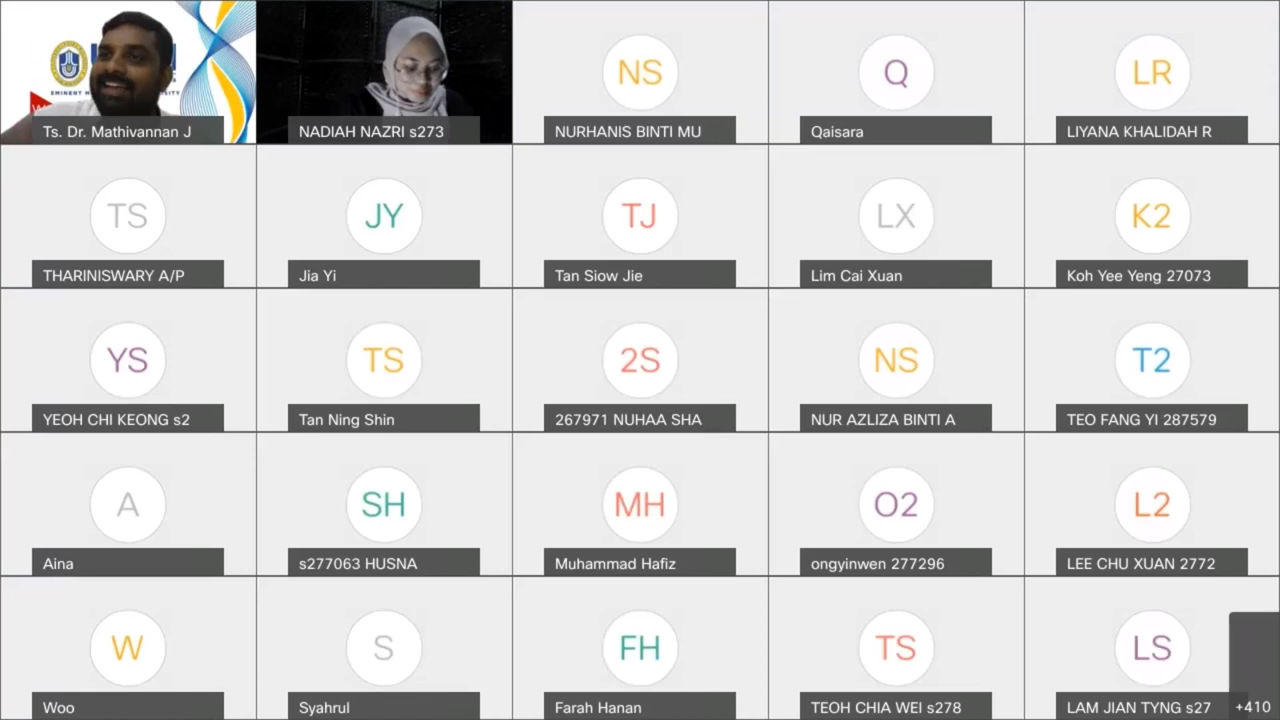 EMINENT
Ts. Dr. Mathivannan J
NADIAH NAZRI s273
NS
NURHANIS BINTI MU
Q
Qaisara
LR
LIYANA KHALIDAH R
TS
THARINISWARY A/P
JY
Jia Yi
TJ
Tan Siow Jie
LX
Lim Cai Xuan
K2
Koh Yee Yeng 27073
YS
YEOH CHI KEONG s2
TS
Tan Ning Shin
2S
267971 NUHAA SHA
NS
NUR AZLIZA BINTI A
T2
TEO FANG YI 287579
A
Aina
SH
s277063 HUSNA
MH
Muhammad Hafiz
O2
ongyinwen 277296
L2
LEE CHU XUAN 2772
W
Woo
S
Syahrul
FH
Farah Hanan
TS
TEOH CHIA WEI s278
LS
LAM JIAN TYNG s27
+410